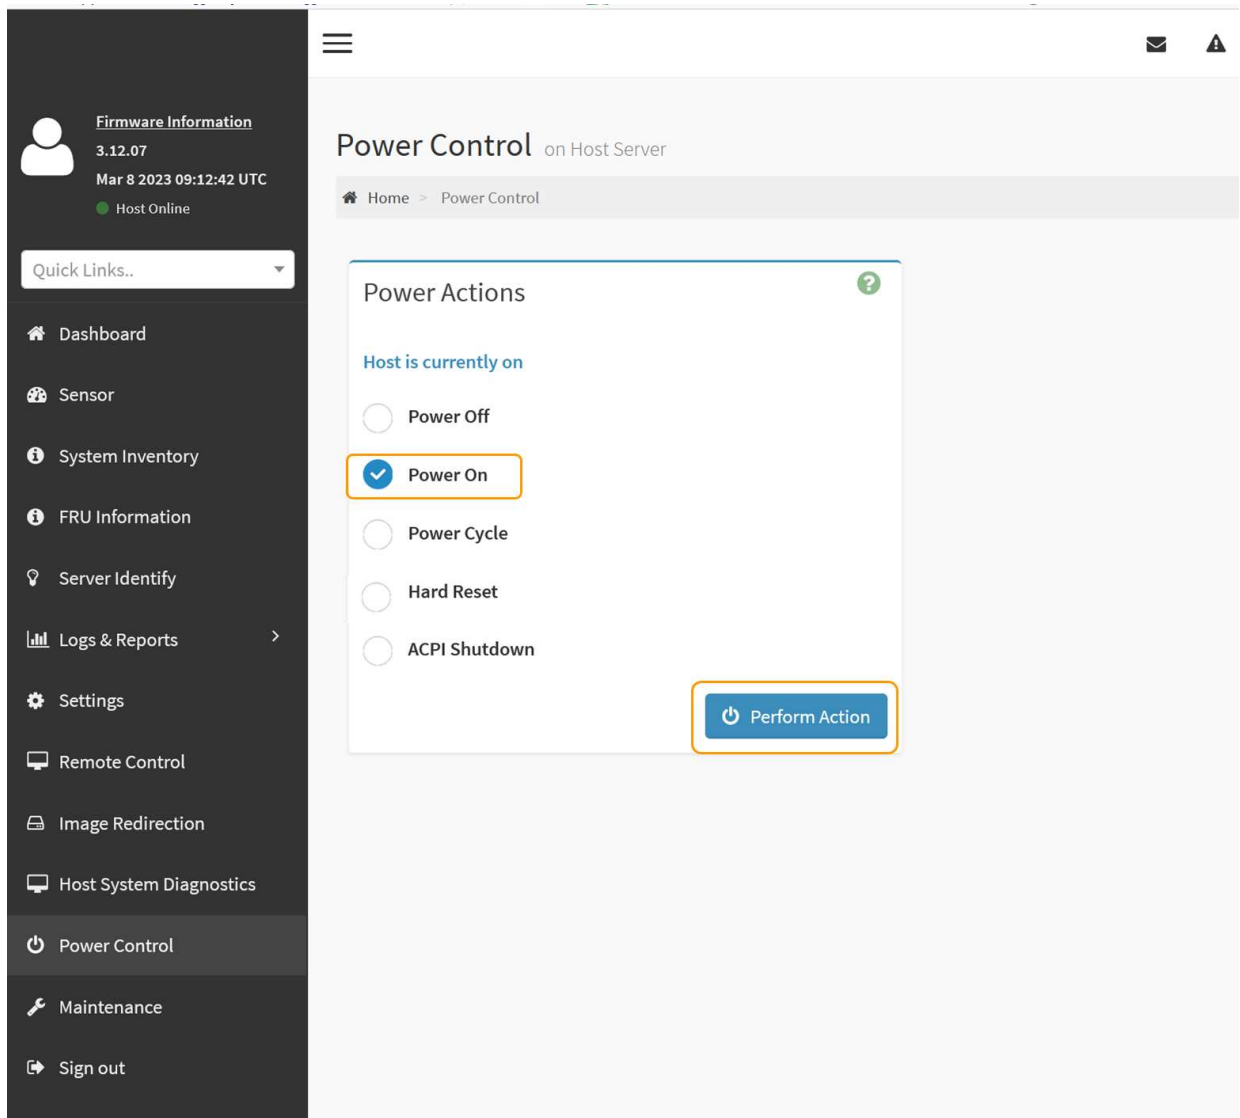 Firmware Information
3.12.07
Mar 8 2023 09:12:42 UTC
Host Online
Quick Links..
Dashboard
Sensor
System Inventory
FRU Information
Server Identify
Logs & Reports
Settings
Remote Control
Image Redirection
Host System Diagnostics
Power Control
Maintenance
Sign out
Power Control on Host Server
Home > Power Control
Power Actions
Host is currently on
Power Off
Power On
Power Cycle
Hard Reset
ACPI Shutdown
Perform Action